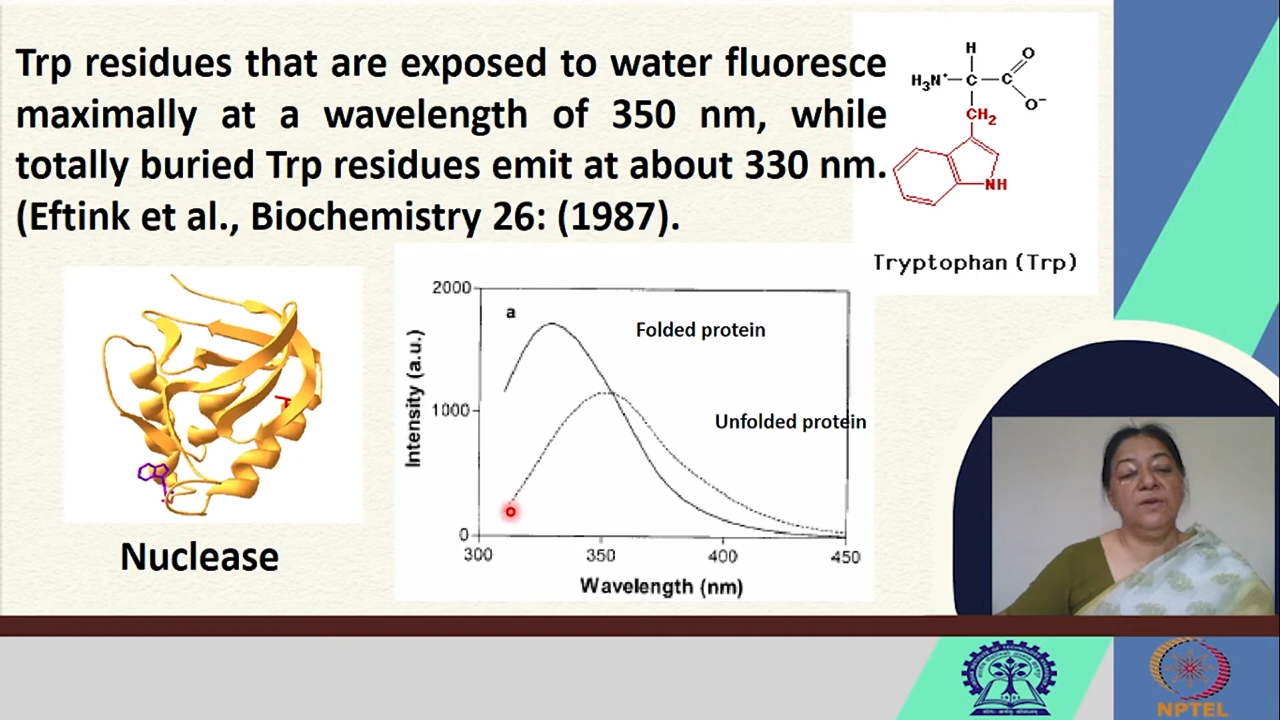 Trp residues that are exposed to water fluoresce
maximally at a wavelength of 350 nm, while
totally buried Trp residues emit at about 330 nm.
(Eftink et al., Biochemistry 26: (1987).
H
H3N+ C C O
O−
CH2
NH
Tryptophan (Trp)
Nuclease
a
Folded protein
Unfolded protein
Intensity (a.u.)
2000
1000
0
300 350 400 450
Wavelength (nm)
NPTEL